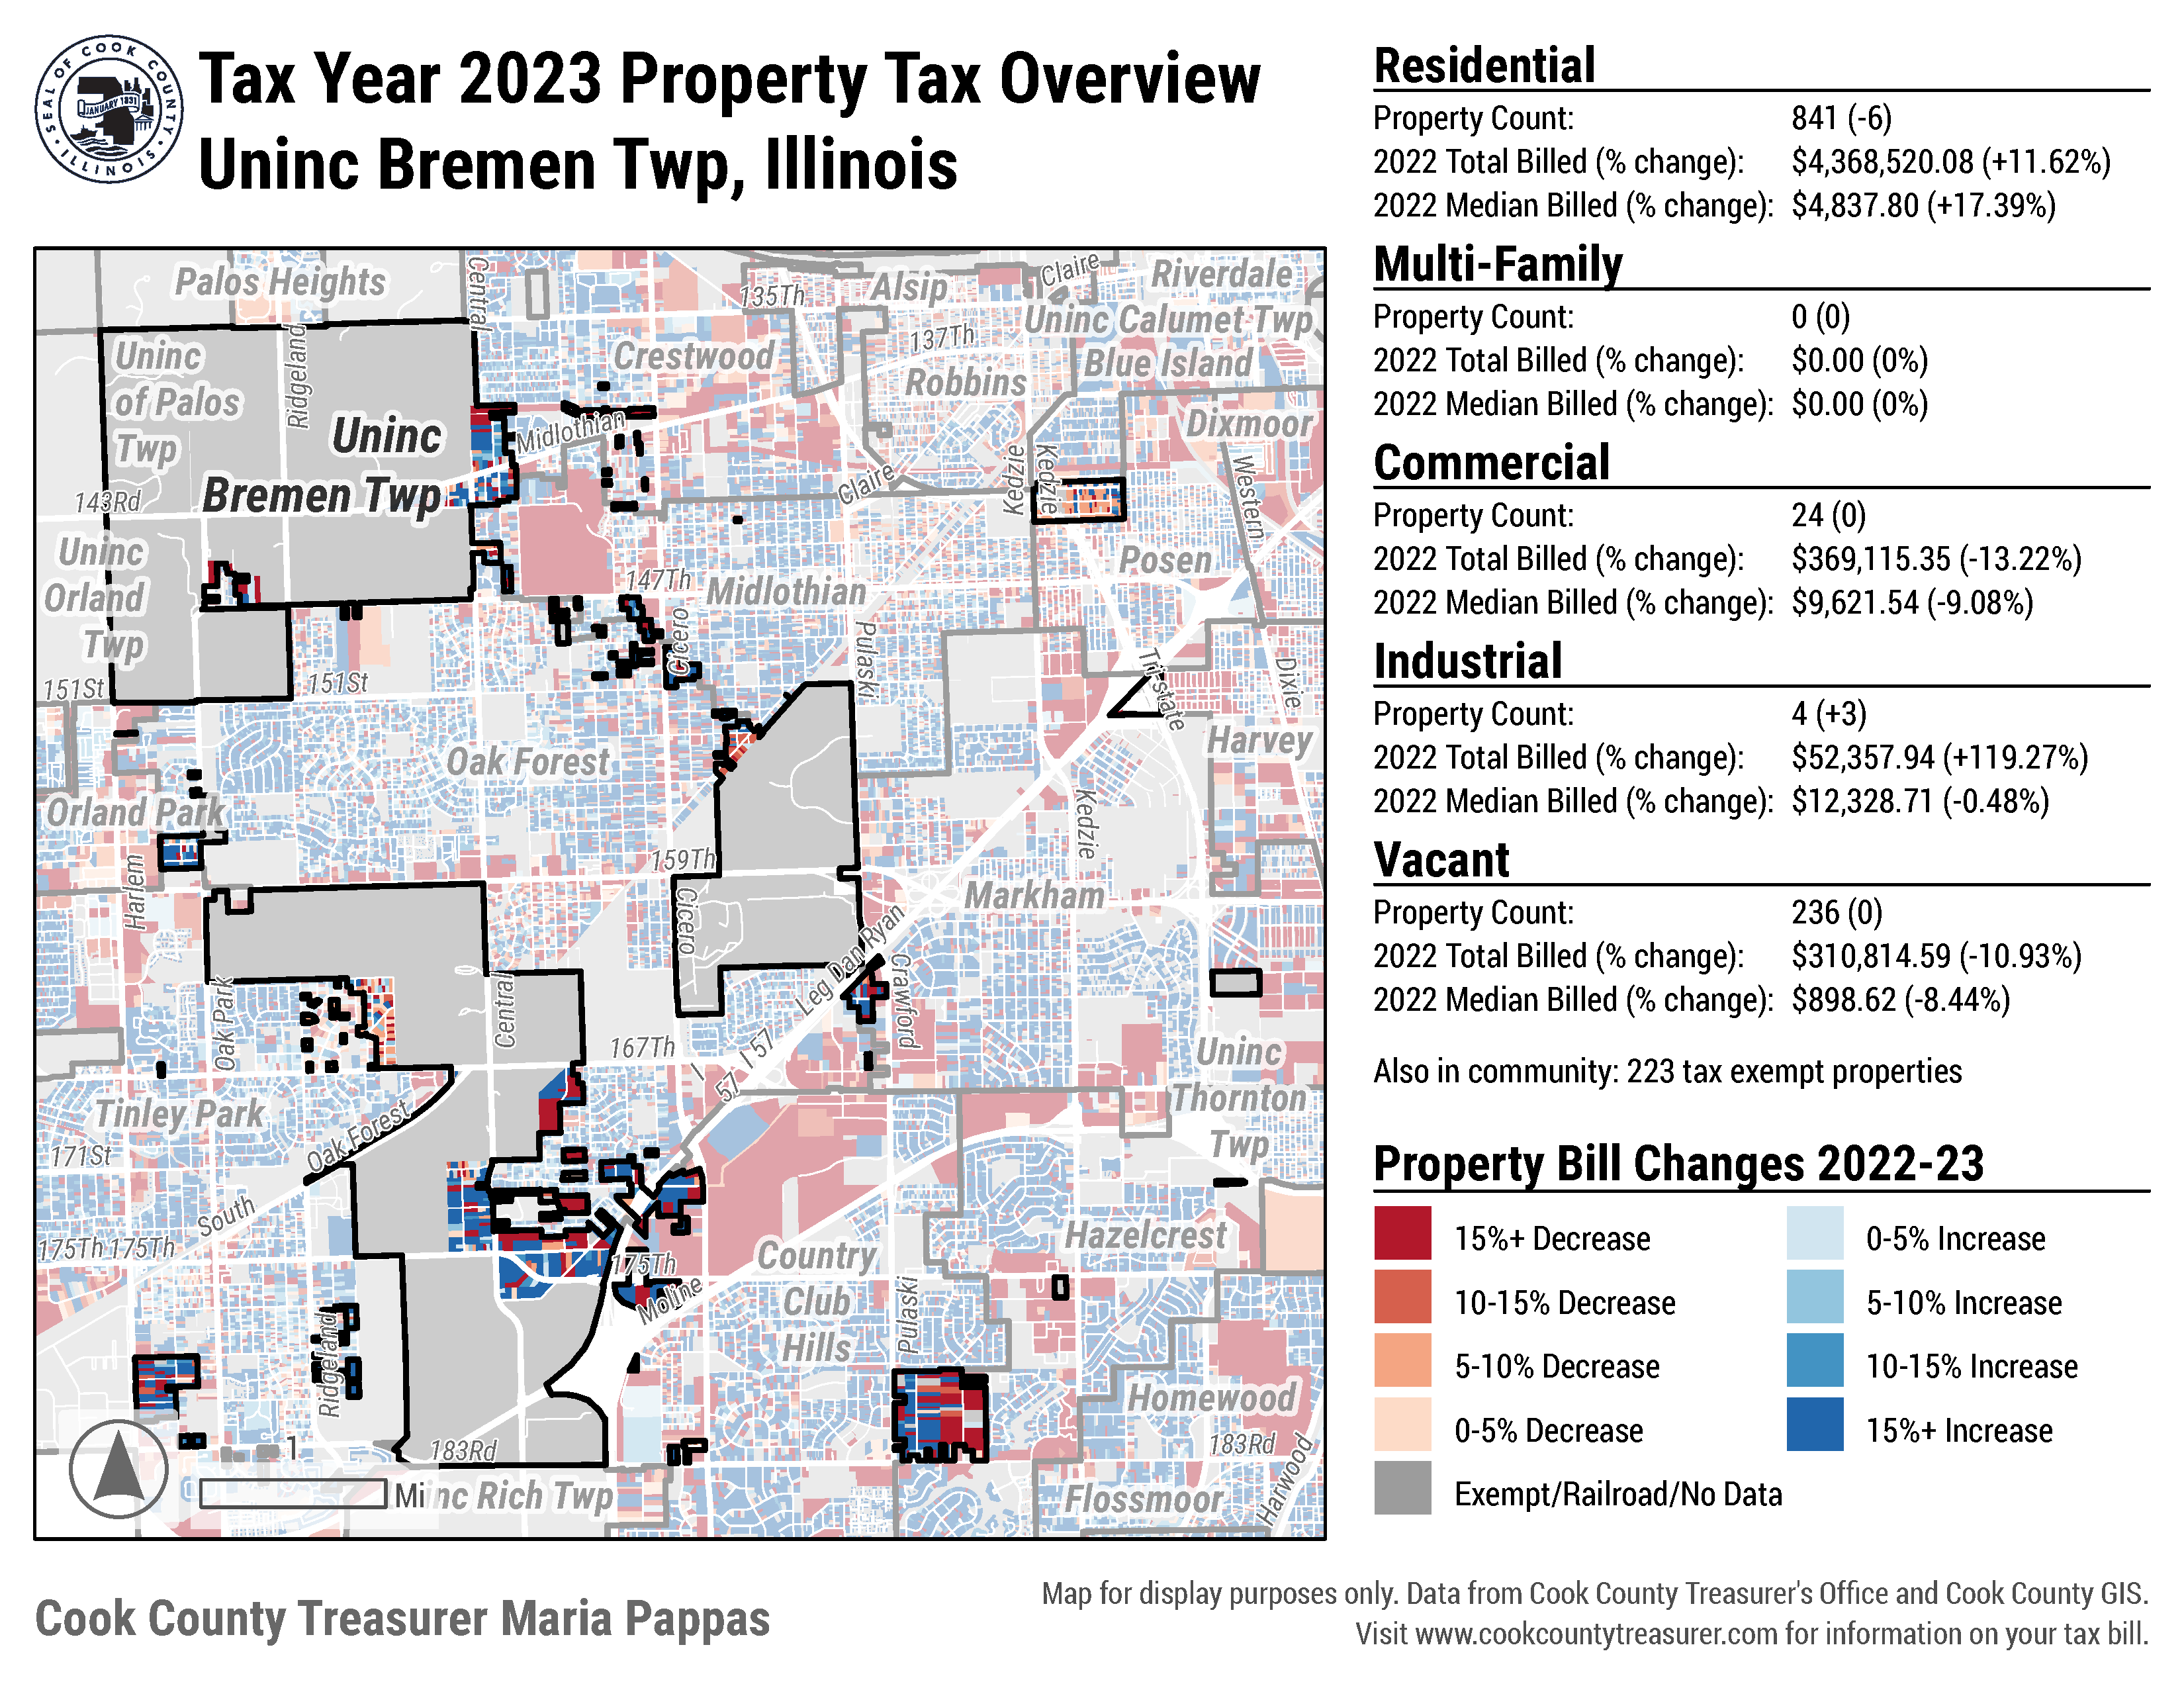 SEAL OF COOK COUNTY
JANUARY 1831
ILLINOIS
Tax Year 2023 Property Tax Overview
Uninc Bremen Twp, Illinois
Palos Heights
Central
135Th
Alsip
Claire
Riverdale
Uninc Calumet Twp
137Th
Uninc
of Palos
Twp
Ridgeland
Crestwood
Robbins
Blue Island
Uninc
Bremen Twp
Midlothian
Dixmoor
143Rd
Claire
Kedzie
Kedzie
Western
Uninc
Orland
Twp
147Th
Midlothian
Posen
Cicero
Pulaski
151St
151St
Tri state
Dixie
Oak Forest
Harvey
Orland Park
Kedzie
159Th
Harlem
Cicero
Markham
Leg Dan Ryan
Crawford
Oak Park
Central
167Th
I 57
I 57
Uninc
Thornton
Twp
Tinley Park
Oak Forest
171St
South
175Th 175Th
175Th
Moline
Country
Club
Hills
Hazelcrest
Pulaski
Ridgeland
Homewood
183Rd
183Rd
Harwood
1
Mi
nc Rich Twp
Flossmoor
Residential
Property Count: 841 (-6)
2022 Total Billed (% change): $4,368,520.08 (+11.62%)
2022 Median Billed (% change): $4,837.80 (+17.39%)
Multi-Family
Property Count: 0 (0)
2022 Total Billed (% change): $0.00 (0%)
2022 Median Billed (% change): $0.00 (0%)
Commercial
Property Count: 24 (0)
2022 Total Billed (% change): $369,115.35 (-13.22%)
2022 Median Billed (% change): $9,621.54 (-9.08%)
Industrial
Property Count: 4 (+3)
2022 Total Billed (% change): $52,357.94 (+119.27%)
2022 Median Billed (% change): $12,328.71 (-0.48%)
Vacant
Property Count: 236 (0)
2022 Total Billed (% change): $310,814.59 (-10.93%)
2022 Median Billed (% change): $898.62 (-8.44%)
Also in community: 223 tax exempt properties
Property Bill Changes 2022-23
15%+ Decrease
10-15% Decrease
5-10% Decrease
0-5% Decrease
Exempt/Railroad/No Data
0-5% Increase
5-10% Increase
10-15% Increase
15%+ Increase
Cook County Treasurer Maria Pappas
Map for display purposes only. Data from Cook County Treasurer's Office and Cook County GIS.
Visit www.cookcountytreasurer.com for information on your tax bill.